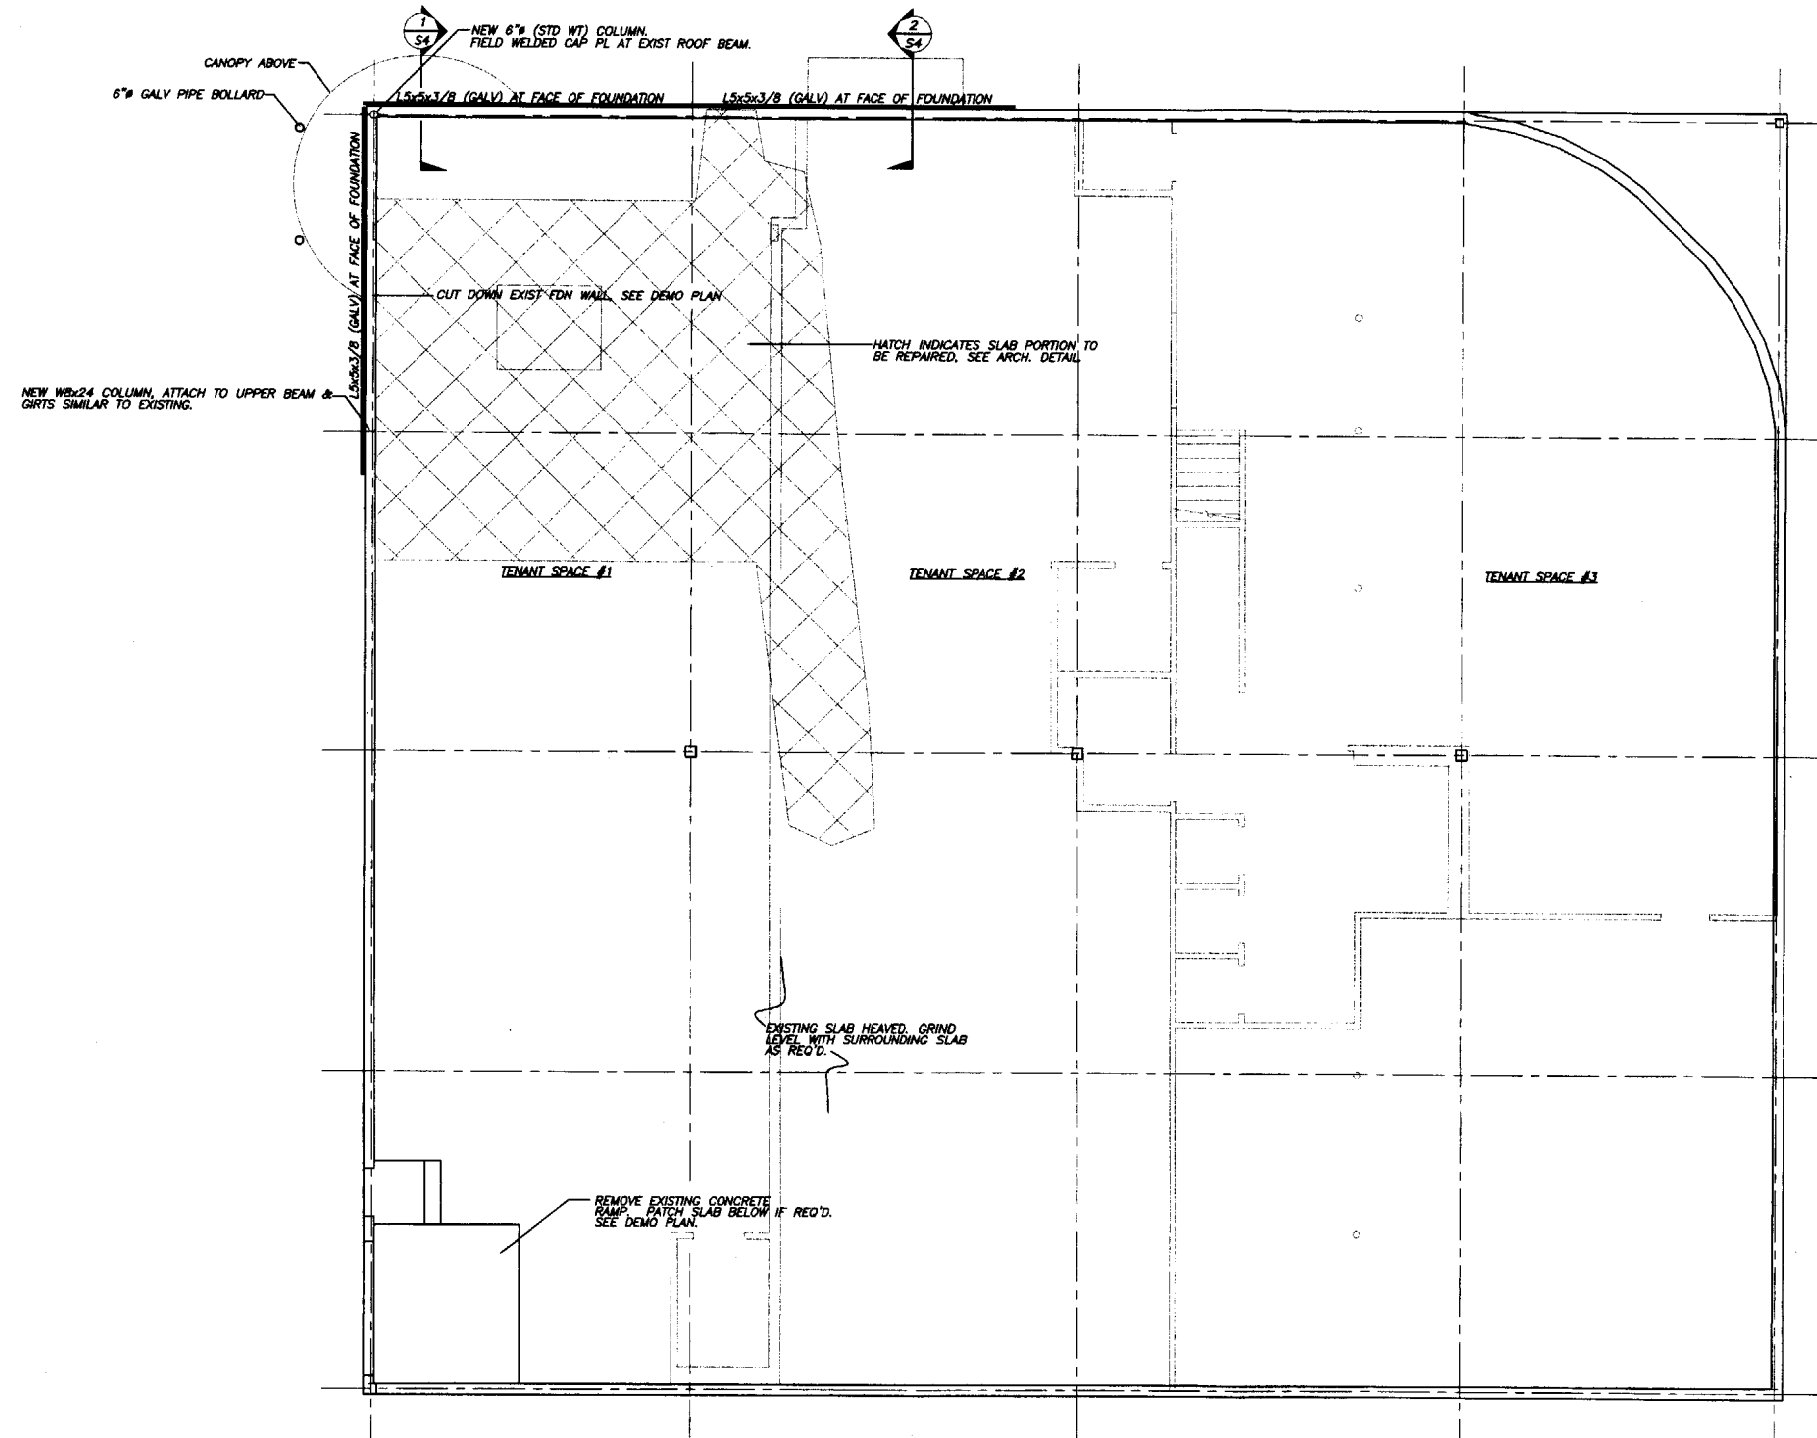 1
S4
2
S4
NEW 6"ø (STD WT) COLUMN.
FIELD WELDED CAP PL AT EXIST ROOF BEAM.
CANOPY ABOVE
6"ø GALV PIPE BOLLARD
L5x5x3/8 (GALV) AT FACE OF FOUNDATION
L5x5x3/8 (GALV) AT FACE OF FOUNDATION
L5x5x3/8 (GALV) AT FACE OF FOUNDATION
CUT DOWN EXIST FDN WALL, SEE DEMO PLAN
HATCH INDICATES SLAB PORTION TO
BE REPAIRED, SEE ARCH. DETAIL
NEW W8x24 COLUMN, ATTACH TO UPPER BEAM &
GIRTS SIMILAR TO EXISTING.
TENANT SPACE #1
TENANT SPACE #2
TENANT SPACE #3
EXISTING SLAB HEAVED. GRIND
LEVEL WITH SURROUNDING SLAB
AS REQ'D.
REMOVE EXISTING CONCRETE
RAMP. PATCH SLAB BELOW IF REQ'D.
SEE DEMO PLAN.